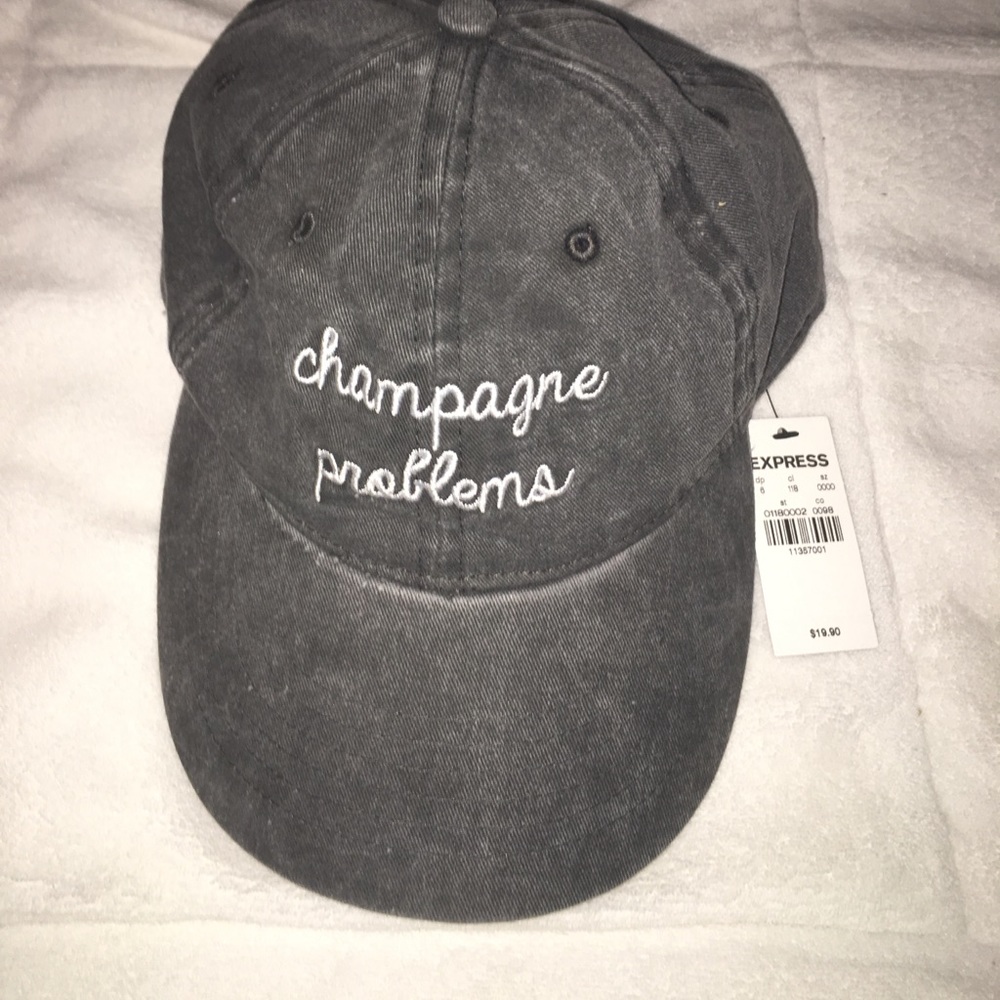 champagne
problems
EXPRESS
dp cl sz
6 118 0000
st co
01180002 0098
11357001
$19.90